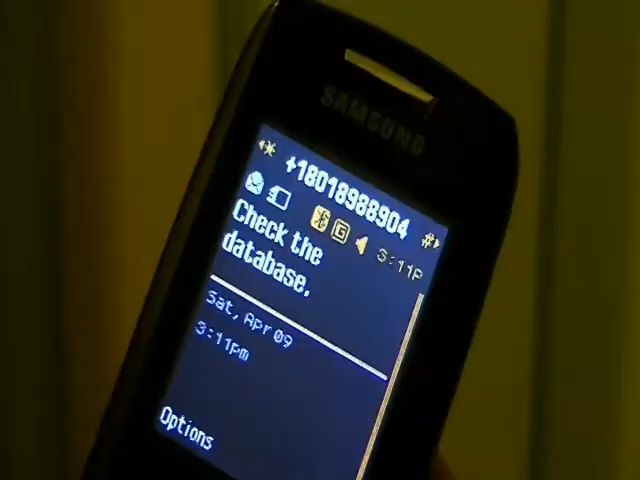 SAMSUNG
+18018988904
G 3:11P
Check the
database.
Sat, Apr 09
3:11pm
Options